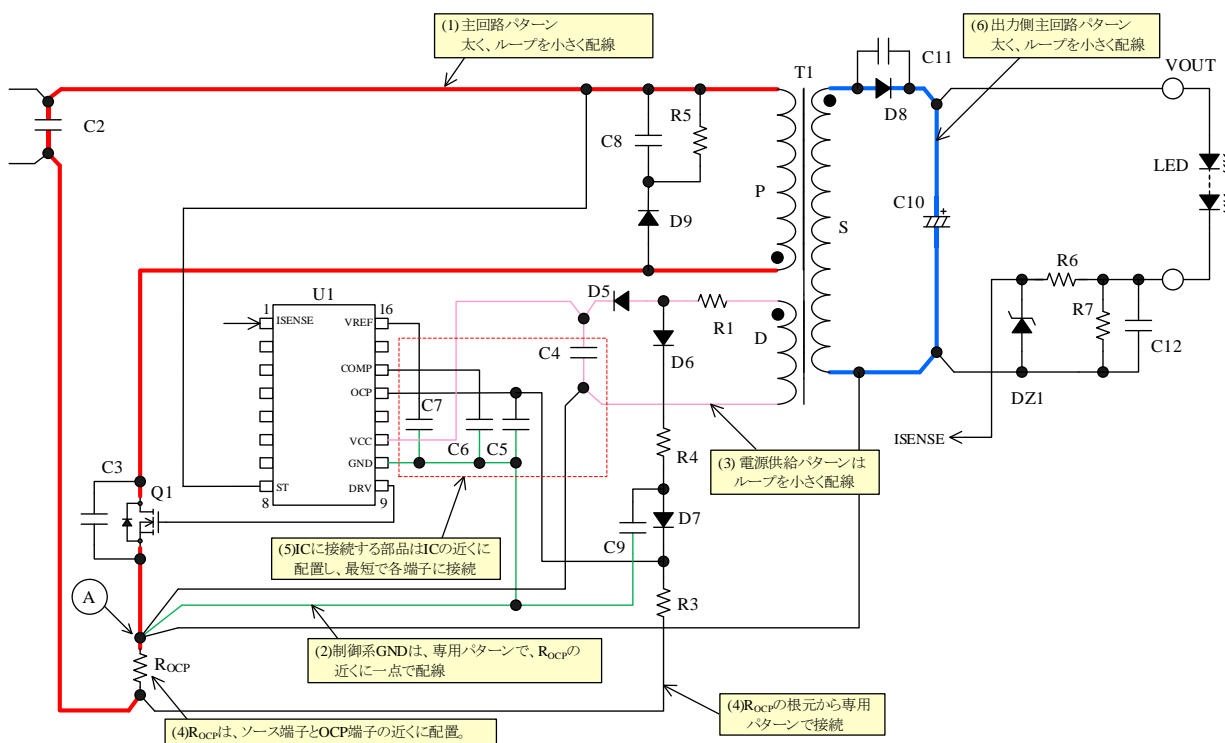 (1)主回路パターン
太く、ループを小さく配線
(6)出力側主回路パターン
太く、ループを小さく配線
C11
VOUT
T1
D8
C2
R5
C8
LED
P
C10
+
D9
S
R6
U1
D5
R7
1
16
ISENSE
VREF
R1
D
C12
C4
D6
COMP
DZ1
OCP
C7
ISENSE
VCC
C6
C5
R4
(3)電源供給パターンは
ループを小さく配線
C3
GND
Q1
ST
DRV
8
9
D7
(5)ICに接続する部品はICの近くに
配置し、最短で各端子に接続
C9
A
R3
(2)制御系GNDは、専用パターンで、ROCPの
近くに一点で配線
ROCP
(4)ROCPの根元から専用
パターンで接続
(4)ROCPは、ソース端子とOCP端子の近くに配置。